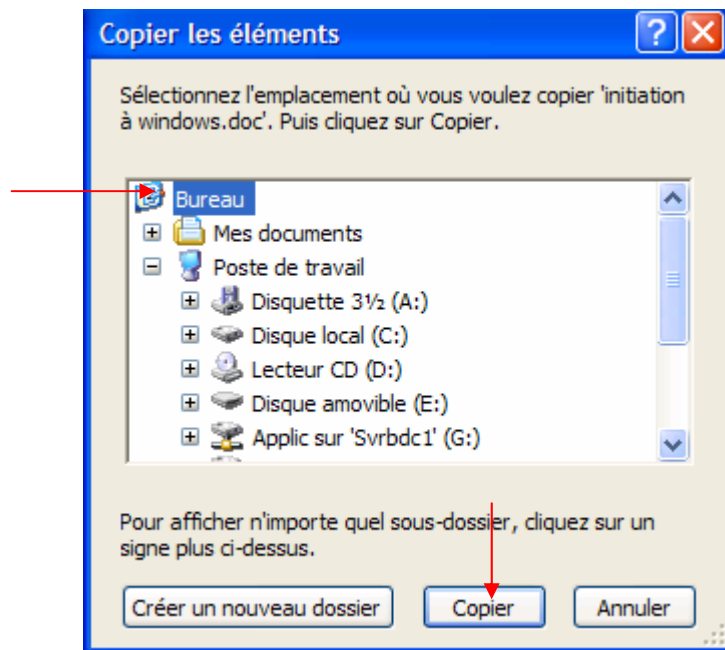 Copier les éléments
Sélectionnez l'emplacement où vous voulez copier 'initiation
à windows.doc'. Puis cliquez sur Copier.
Bureau
Mes documents
Poste de travail
Disquette 3½ (A:)
Disque local (C:)
Lecteur CD (D:)
Disque amovible (E:)
Applic sur 'Svrbdc1' (G:)
Pour afficher n'importe quel sous-dossier, cliquez sur un
signe plus ci-dessus.
Créer un nouveau dossier Copier Annuler